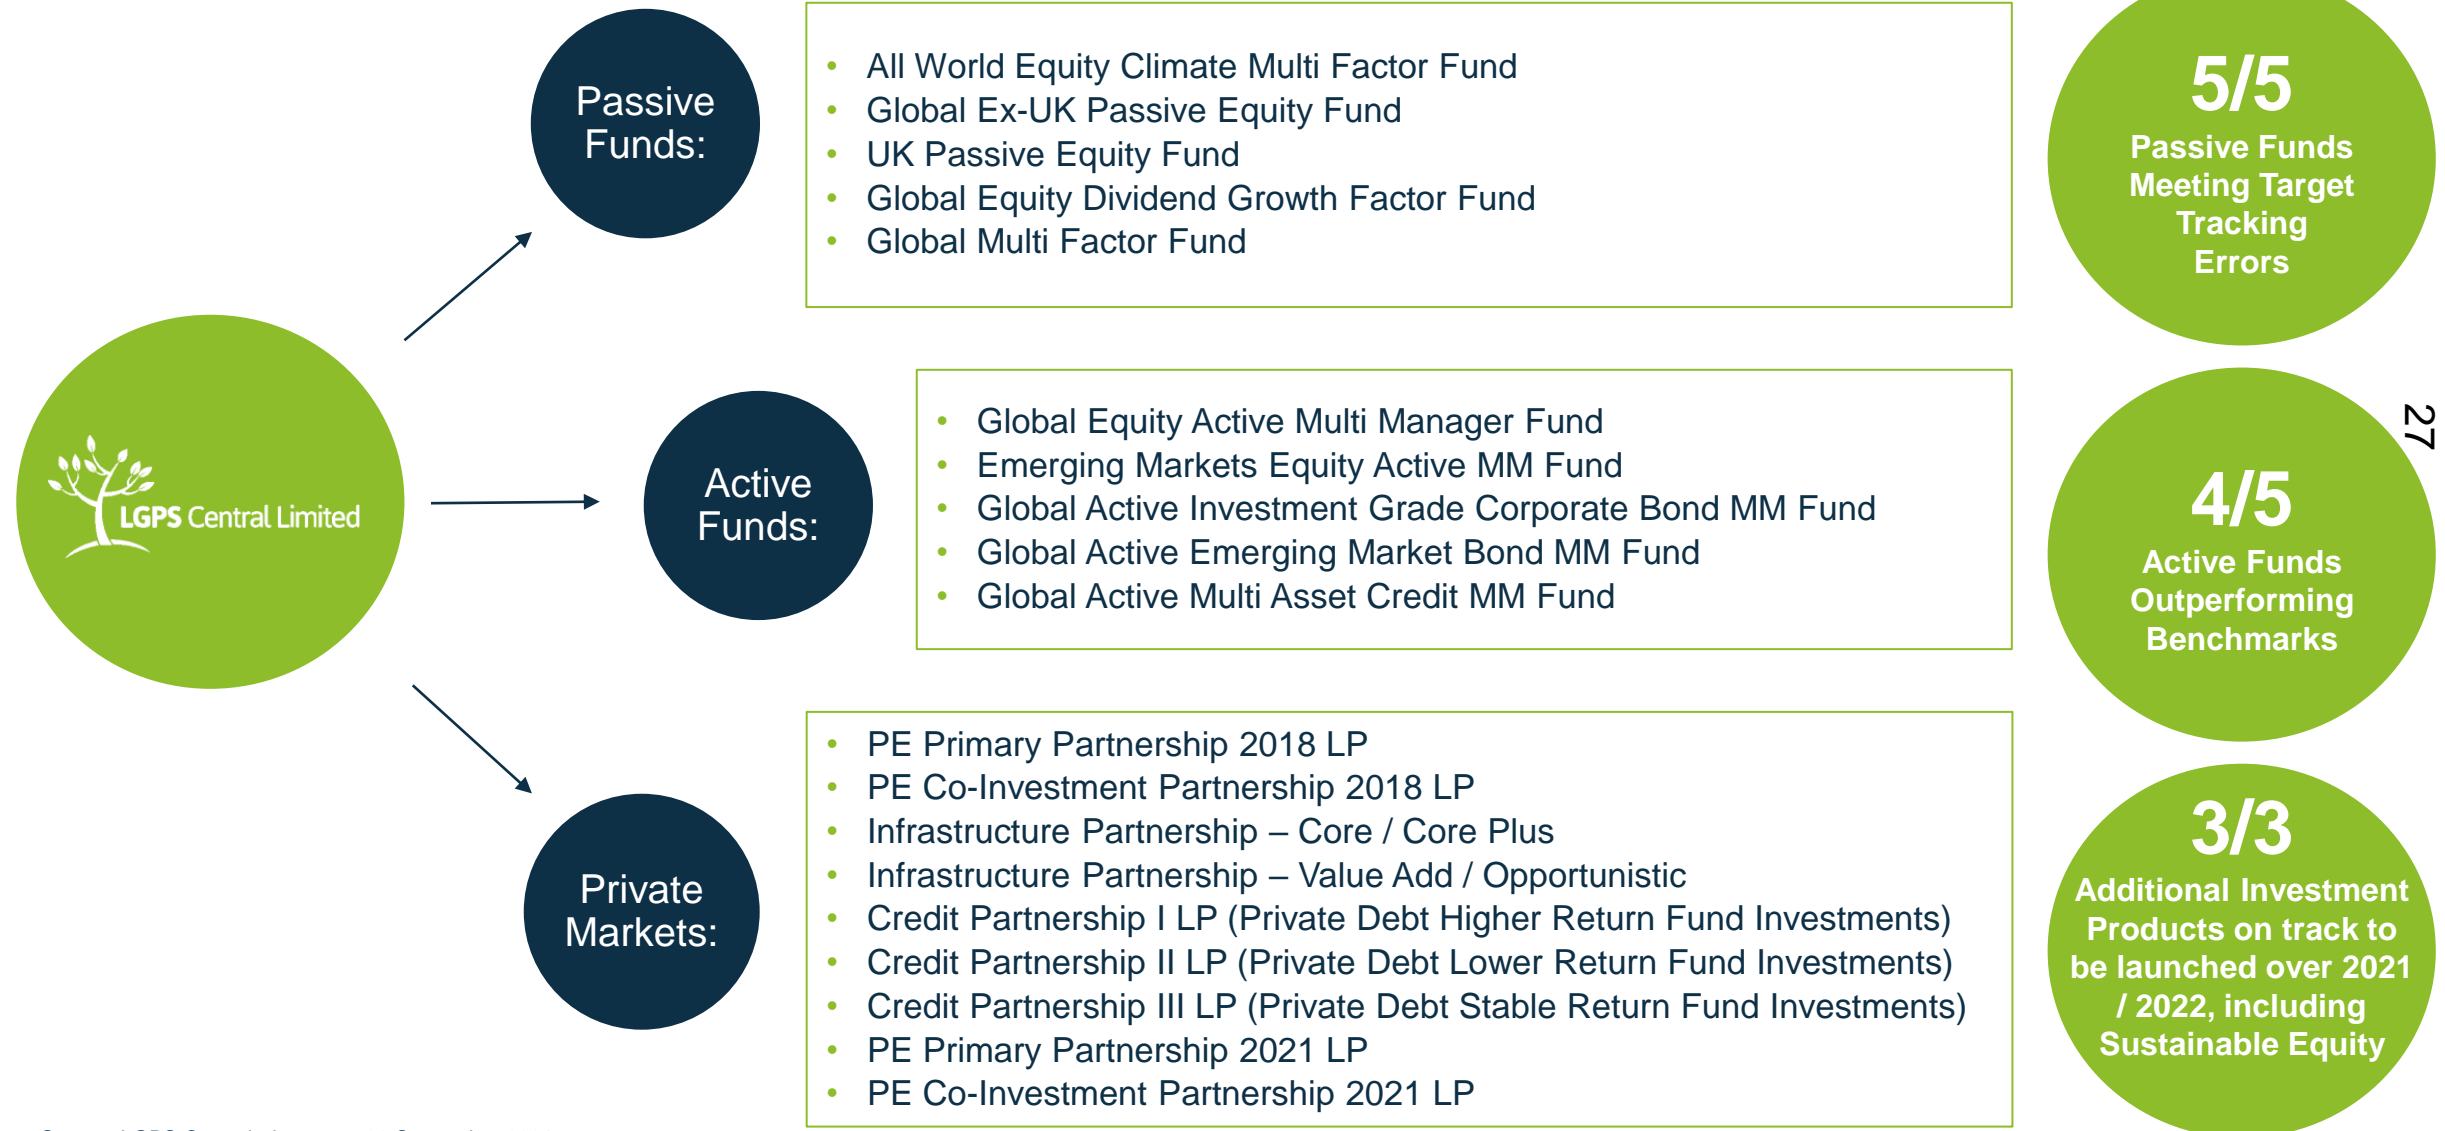 Passive
Funds:
• All World Equity Climate Multi Factor Fund
• Global Ex-UK Passive Equity Fund
• UK Passive Equity Fund
• Global Equity Dividend Growth Factor Fund
• Global Multi Factor Fund
5/5
Passive Funds
Meeting Target
Tracking
Errors
LGPS Central Limited
Active
Funds:
• Global Equity Active Multi Manager Fund
• Emerging Markets Equity Active MM Fund
• Global Active Investment Grade Corporate Bond MM Fund
• Global Active Emerging Market Bond MM Fund
• Global Active Multi Asset Credit MM Fund
27
4/5
Active Funds
Outperforming
Benchmarks
Private
Markets:
• PE Primary Partnership 2018 LP
• PE Co-Investment Partnership 2018 LP
• Infrastructure Partnership – Core / Core Plus
• Infrastructure Partnership – Value Add / Opportunistic
• Credit Partnership I LP (Private Debt Higher Return Fund Investments)
• Credit Partnership II LP (Private Debt Lower Return Fund Investments)
• Credit Partnership III LP (Private Debt Stable Return Fund Investments)
• PE Primary Partnership 2021 LP
• PE Co-Investment Partnership 2021 LP
3/3
Additional Investment
Products on track to
be launched over 2021
/ 2022, including
Sustainable Equity